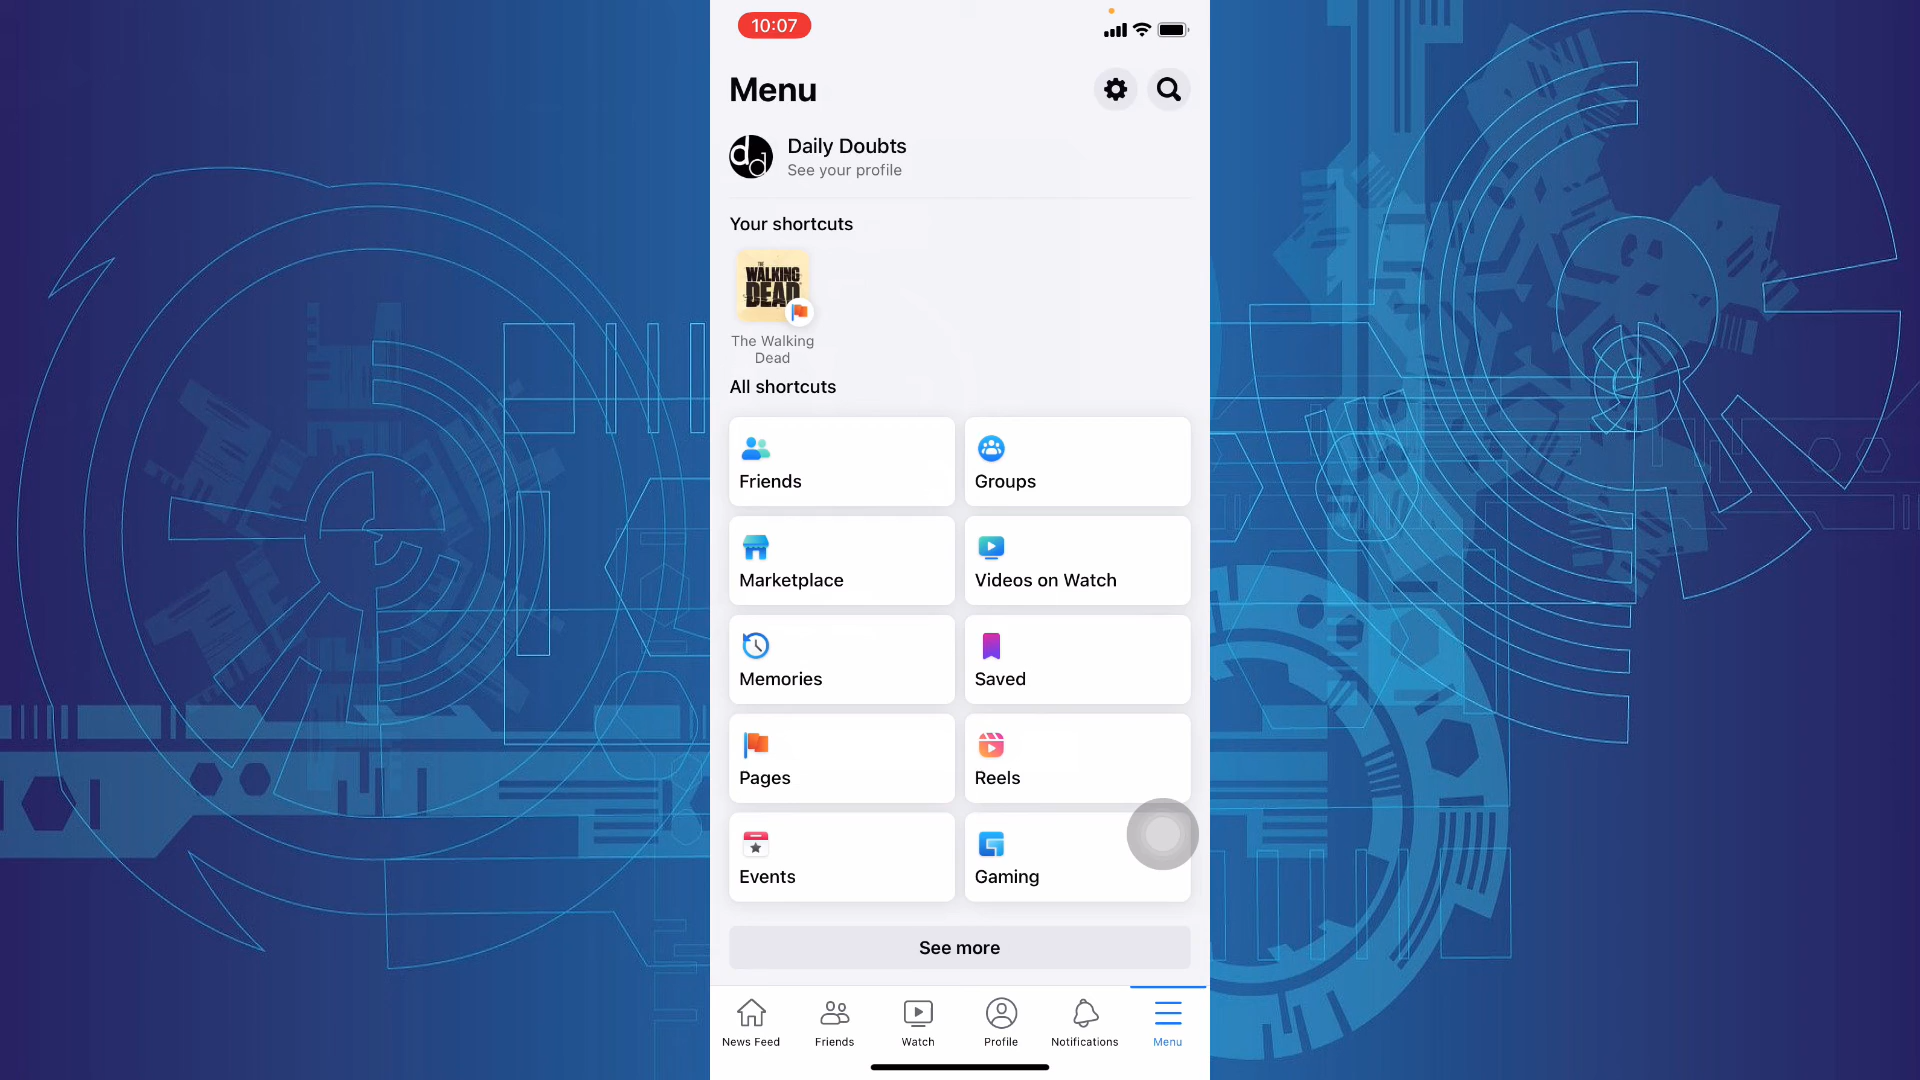 10:07
Menu
Daily Doubts
See your profile
Your shortcuts
THE
WALKING
DEAD
The Walking
Dead
All shortcuts
Friends
Groups
Marketplace
Videos on Watch
Memories
Saved
Pages
Reels
Events
Gaming
See more
News Feed
Friends
Watch
Profile
Notifications
Menu